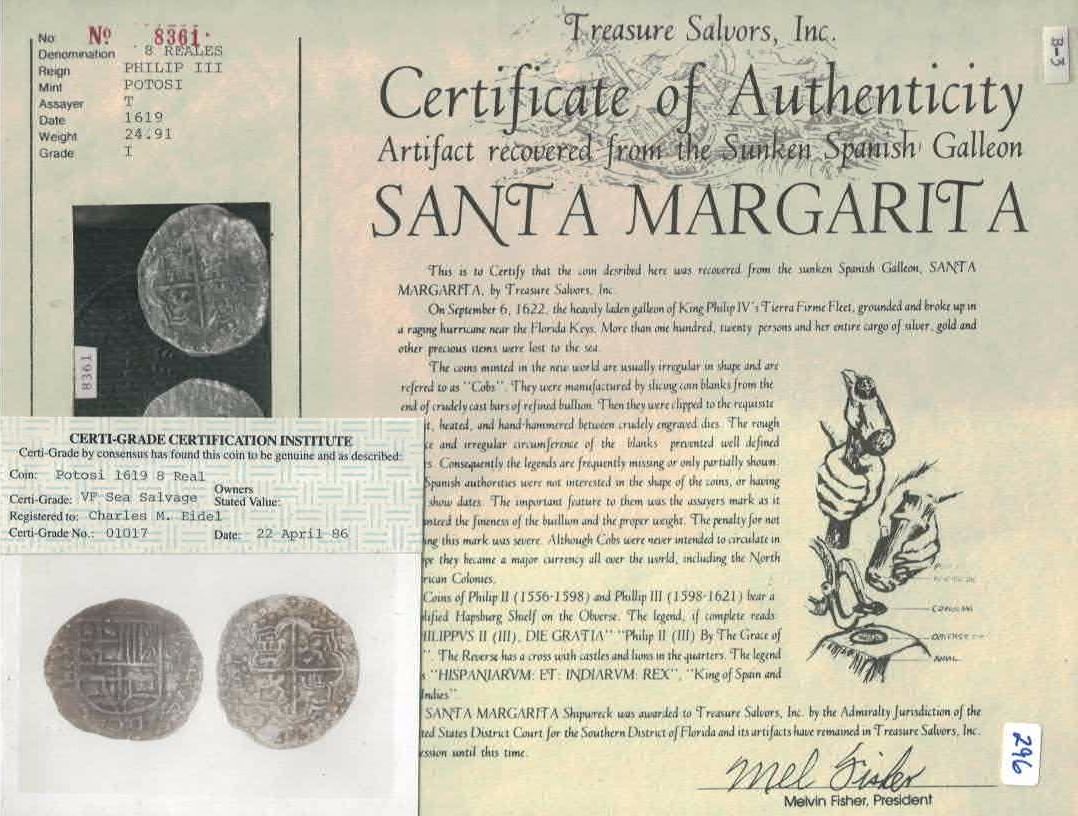 No: Nº 8361
Denomination 8 REALES
Reign PHILIP III
Mint POTOSI
Assayer T
Date 1619
Weight 24.91
Grade I
8361
Treasure Salvors, Inc.
B-3
Certificate of Authenticity
Artifact recovered from the Sunken Spanish Galleon
SANTA MARGARITA
This is to Certify that the coin desribed here was recovered from the sunken Spanish Galleon, SANTA
MARGARITA, by Treasure Salvors, Inc.
On September 6, 1622, the heavily laden galleon of King Philip IV's Tierra Firme Fleet, grounded and broke up in
a raging hurricane near the Florida Keys. More than one hundred, twenty persons and her entire cargo of silver, gold and
other precious items were lost to the sea.
The coins minted in the new world are usually irregular in shape and are
refered to as "Cobs". They were manufactured by slicing coin blanks from the
end of crudely cast bars of refined bullion. Then they were clipped to the requisite
, heated, and hand-hammered between crudely engraved dies. The rough
and irregular circumference of the blanks prevented well defined
. Consequently the legends are frequently missing or only partially shown.
Spanish authorities were not interested in the shape of the coins, or having
show dates. The important feature to them was the assayers mark as it
the fineness of the bullion and the proper weight. The penalty for not
this mark was severe. Although Cobs were never intended to circulate in
they became a major currency all over the world, including the North
rican Colonies.
Coins of Philip II (1556-1598) and Phillip III (1598-1621) bear a
lified Hapsburg Shielf on the Obverse. The legend, if complete reads
HILIPPVS II (III), DIE GRATIA" "Philip II (III) By The Grace of
". The Reverse has a cross with castles and lions in the quarters. The legend
s "HISPANIARVM: ET: INDIARVM: REX", "King of Spain and
Indies"
SANTA MARGARITA Shipwreck was awarded to Treasure Salvors, Inc. by the Admiralty Jurisdiction of the
ted States District Court for the Southern District of Florida and its artifacts have remained in Treasure Salvors, Inc.
ession until this time.
Mel Fisher
Melvin Fisher, President
296
CERTI-GRADE CERTIFICATION INSTITUTE
Certi-Grade by consensus has found this coin to be genuine and as described:
Coin: Potosi 1619 8 Real
Certi-Grade: VF Sea Salvage Owners Stated Value:
Registered to: Charles M. Eidel
Certi-Grade No.: 01017 Date: 22 April 86